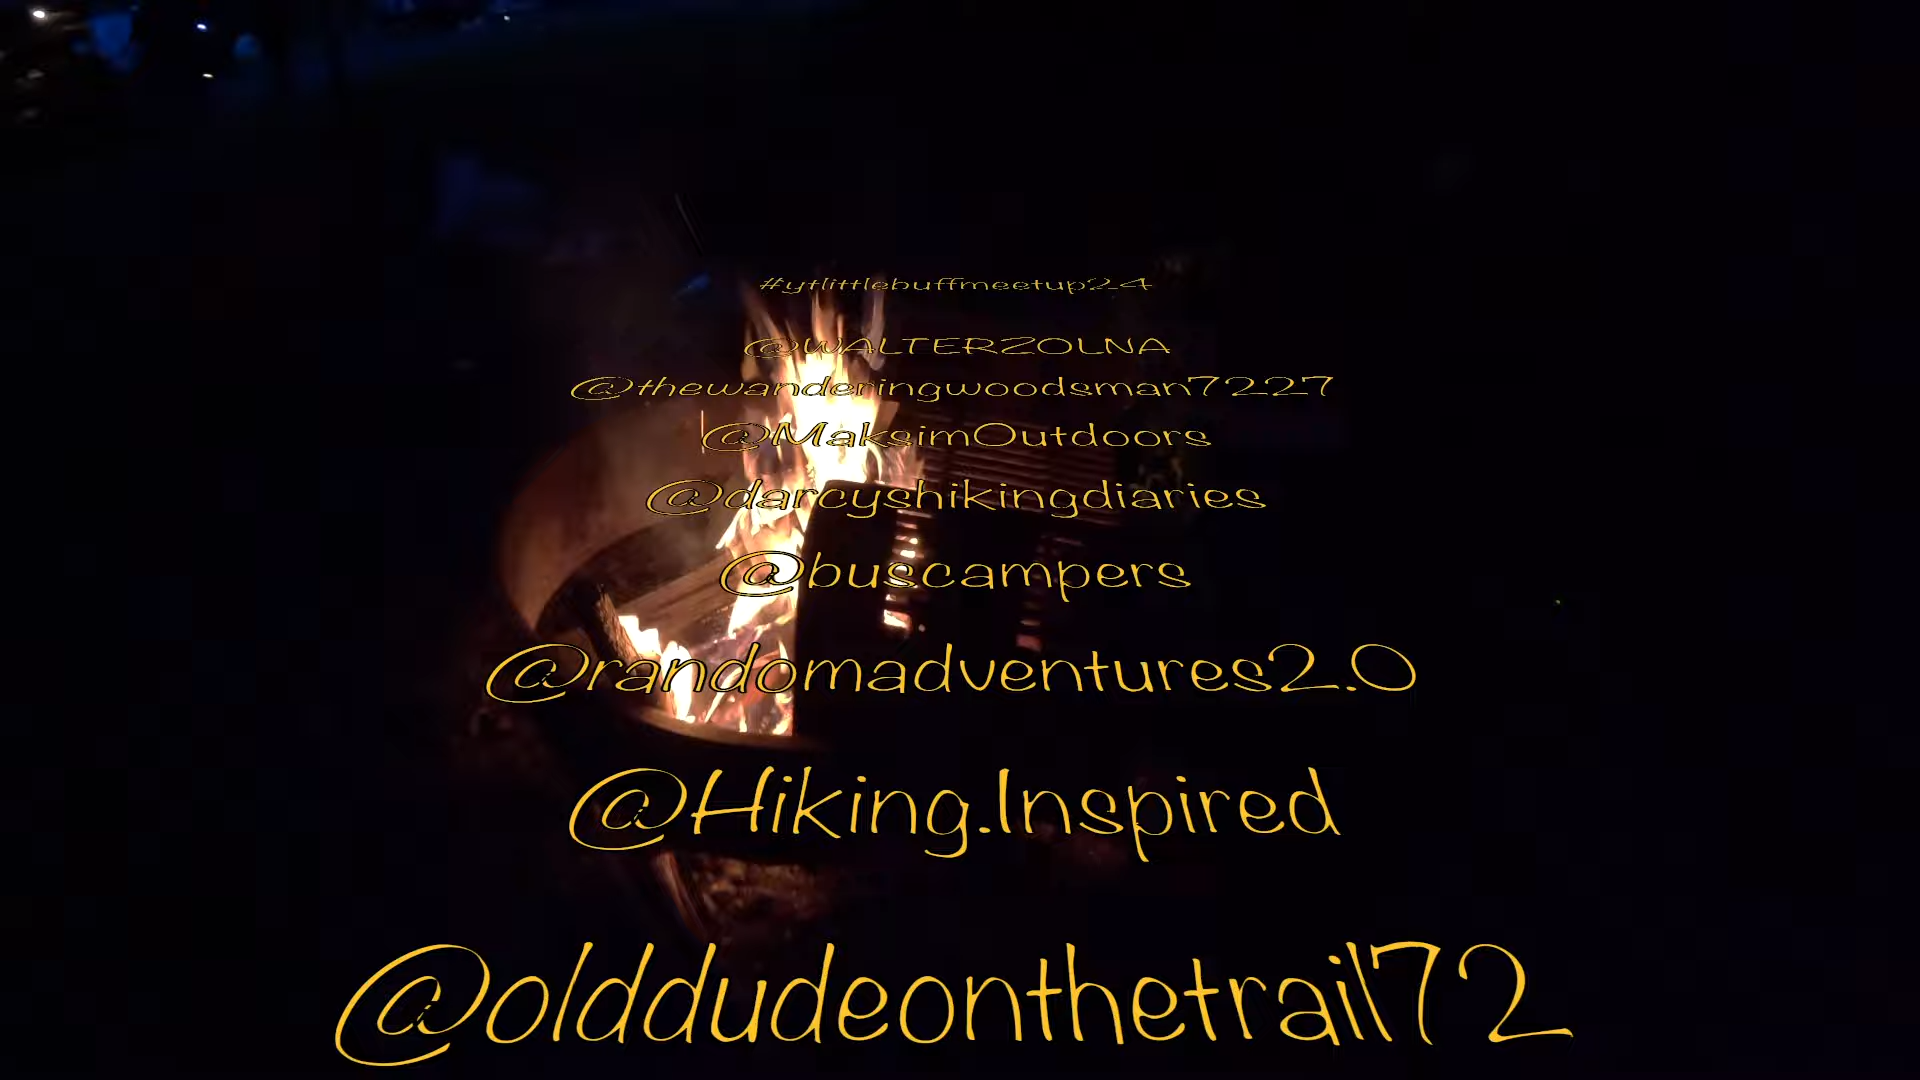 #ytlittlebuffmeetup24
@WALTERZOLNA
@thewanderingwoodsman7227
@MaksimOutdoors
@darcyshikingdiaries
@buscampers
@randomadventures2.0
@Hiking.Inspired
@olddudeonthetrail72